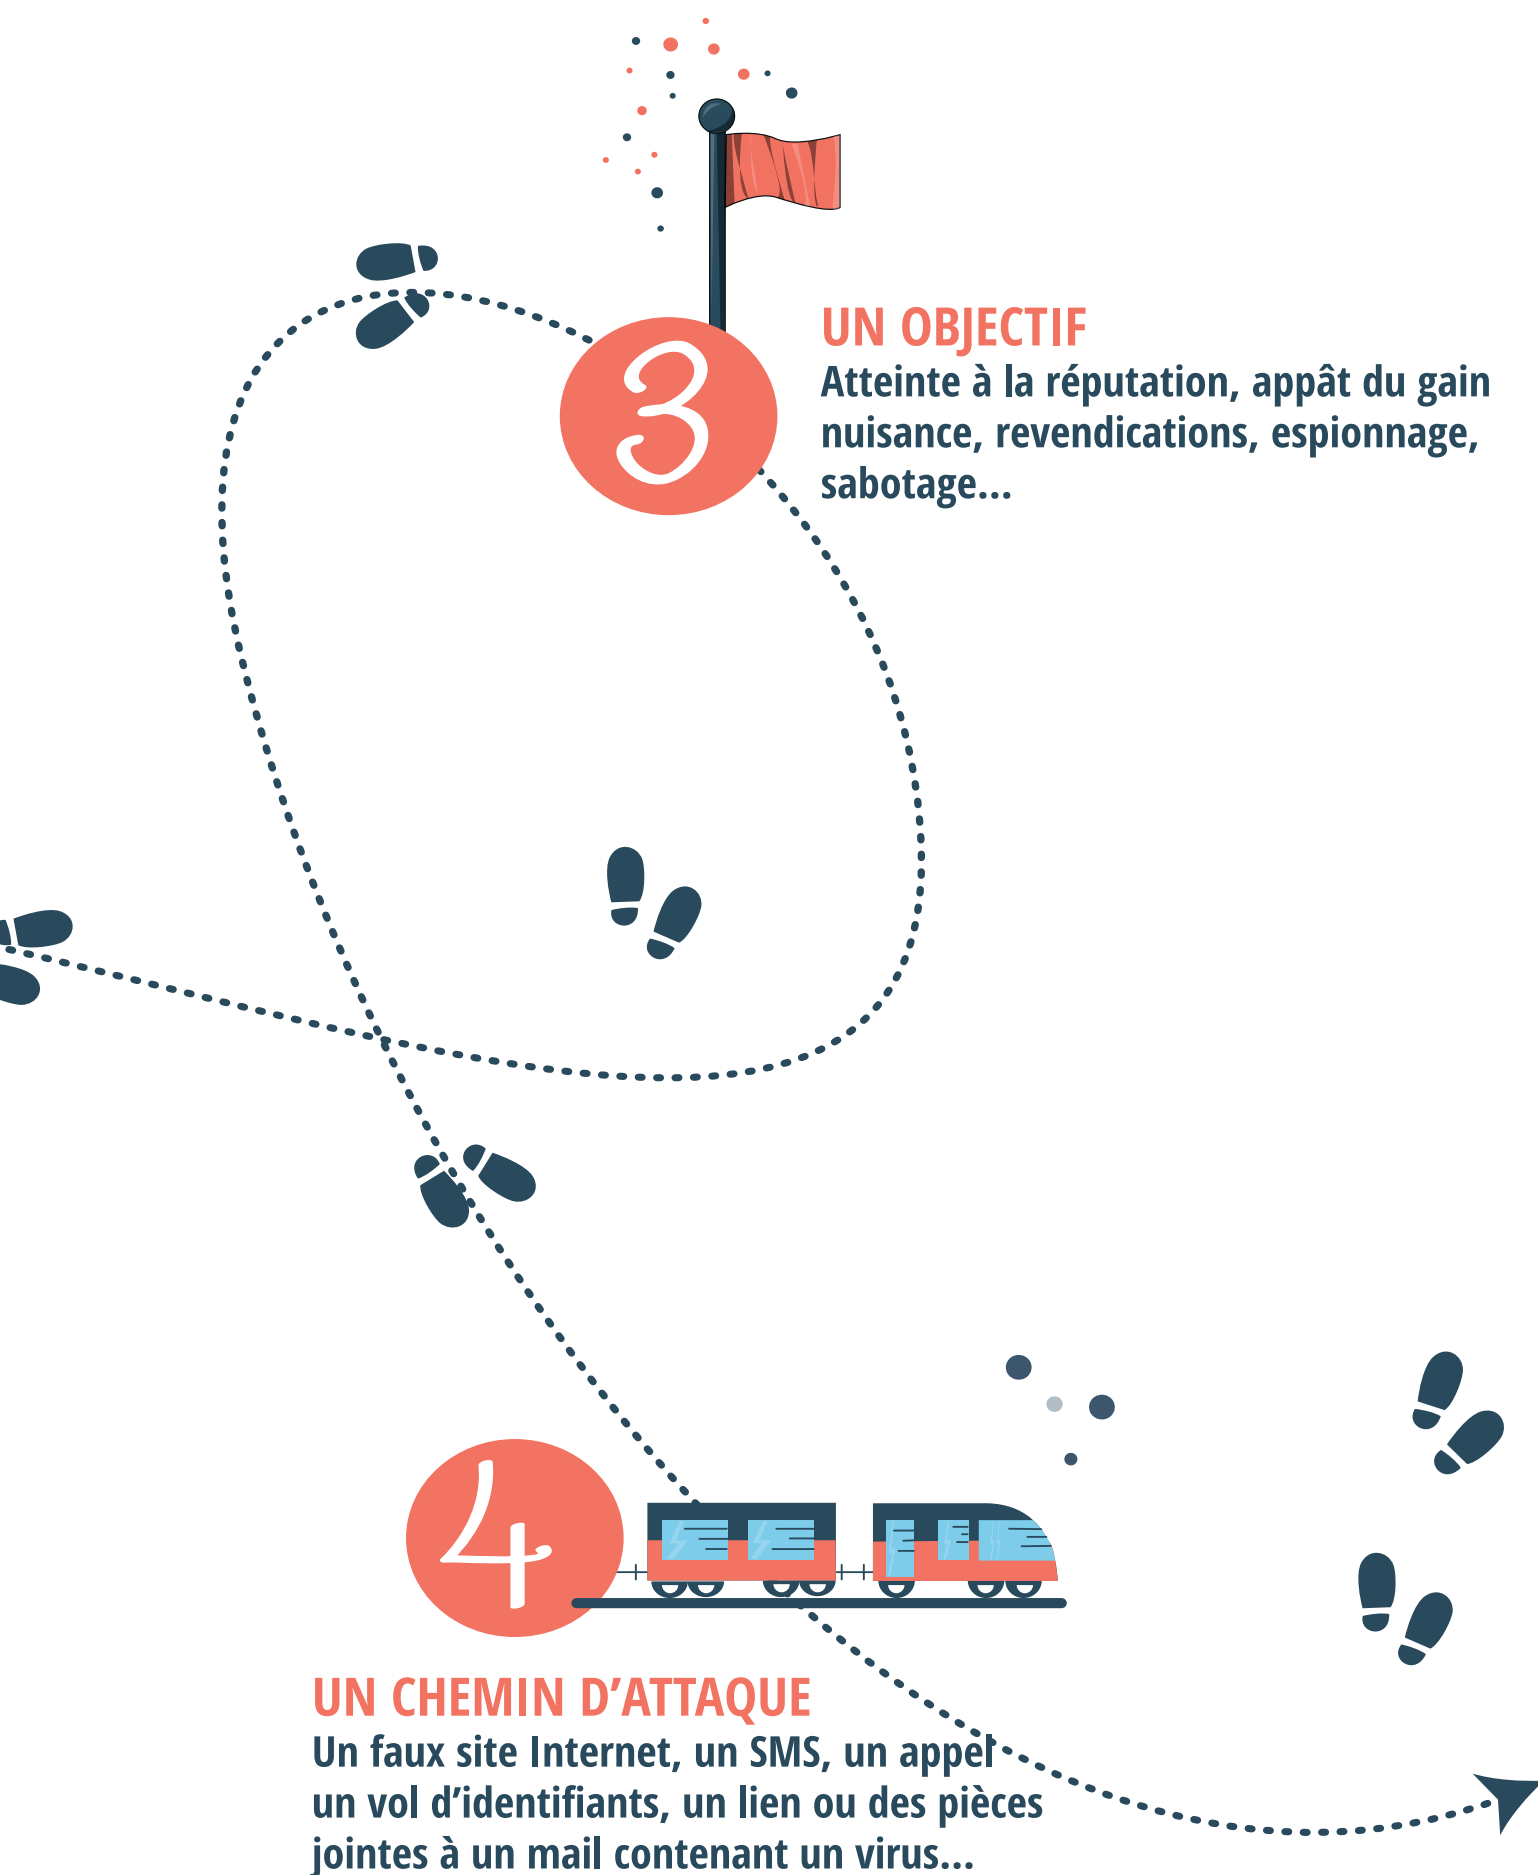 3
UN OBJECTIF
Atteinte à la réputation, appât du gain
nuisance, revendications, espionnage,
sabotage...
4
UN CHEMIN D’ATTAQUE
Un faux site Internet, un SMS, un appel
un vol d’identifiants, un lien ou des pièces
jointes à un mail contenant un virus...